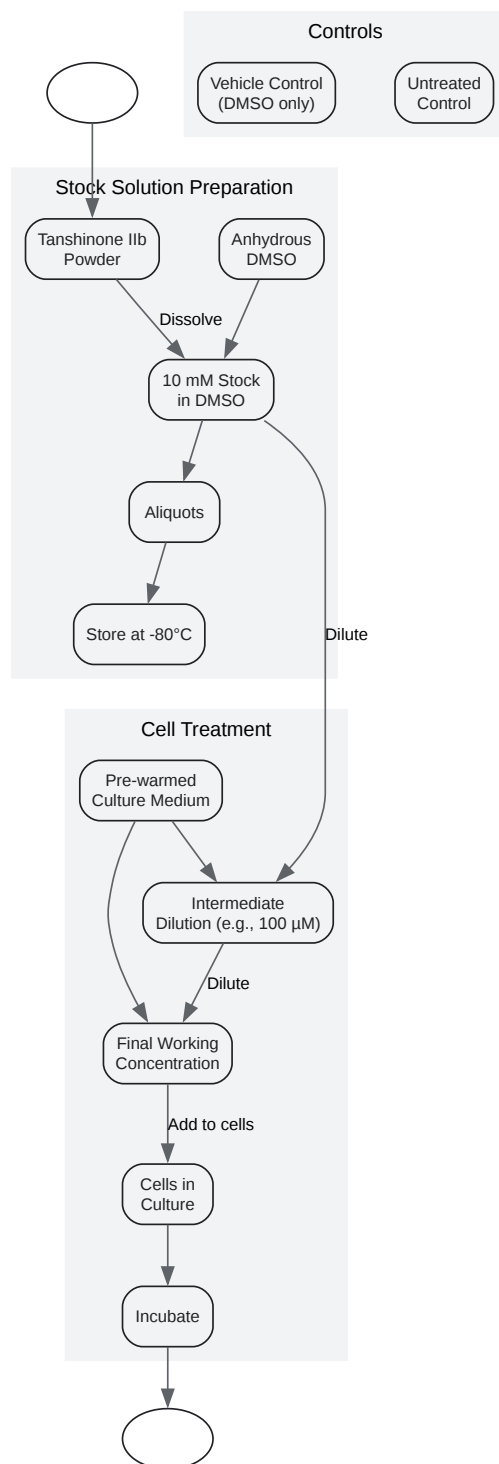 Controls
Vehicle Control
(DMSO only)
Untreated
Control
Stock Solution Preparation
Tanshinone IIb
Powder
Anhydrous
DMSO
Dissolve
10 mM Stock
in DMSO
Aliquots
Store at -80°C
Dilute
Cell Treatment
Pre-warmed
Culture Medium
Intermediate
Dilution (e.g., 100 µM)
Dilute
Final Working
Concentration
Add to cells
Cells in
Culture
Incubate